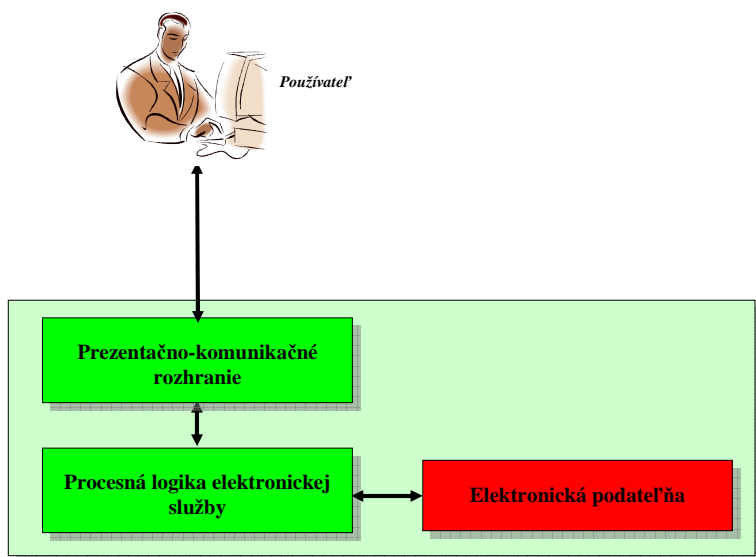 Používateľ
Prezentačno-komunikačné
rozhranie
Procesná logika elektronickej
služby
Elektronická podateľňa